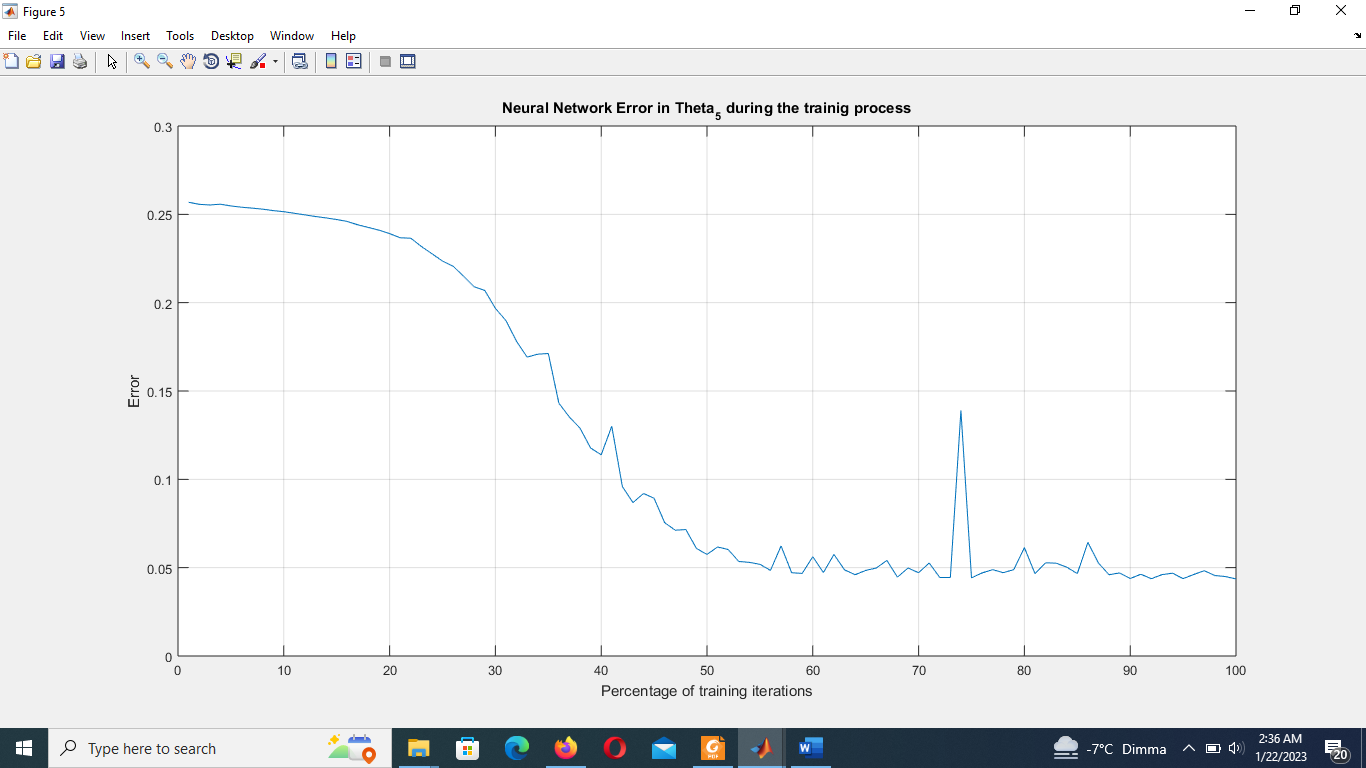 Figure 5
File Edit View Insert Tools Desktop Window Help
Neural Network Error in Theta5 during the trainig process
0.3
0.25
0.2
0.15
0.1
0.05
0
Error
0 10 20 30 40 50 60 70 80 90 100
Percentage of training iterations
Type here to search
G
PDF
W
-7°C Dimma
2:36 AM
1/22/2023
20